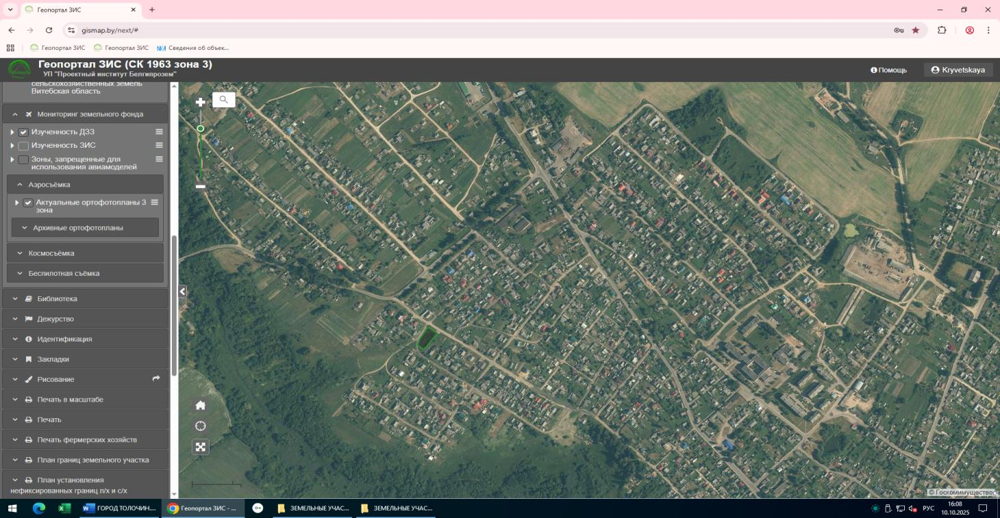 Геопортал ЗИС
gismap.by/next/#
Геопортал ЗИС
Геопортал ЗИС
НКА Сведения об объек...
Геопортал ЗИС (СК 1963 зона 3)
УП "Проектный институт Белгипрозем"
Помощь
Kryvetskaya
сельскохозяйственных земель
Витебская область
Мониторинг земельного фонда
Изученность ДЗЗ
Изученность ЗИС
Зоны, запрещенные для
использования авиамоделей
Аэросъёмка
Актуальные ортофотопланы 3
зона
Архивные ортофотопланы
Космосъёмка
Беспилотная съёмка
Библиотека
Дежурство
Идентификация
Закладки
Рисование
Печать в масштабе
Печать
Печать фермерских хозяйств
План границ земельного участка
План установления
нефиксированных границ л/х и с/х
© Госкомимущество
ГОРОД ТОЛОЧИН....
Геопортал ЗИС - ...
ЗЕМЕЛЬНЫЕ УЧАС...
ЗЕМЕЛЬНЫЕ УЧАС...
РУС
16:08
10.10.2025